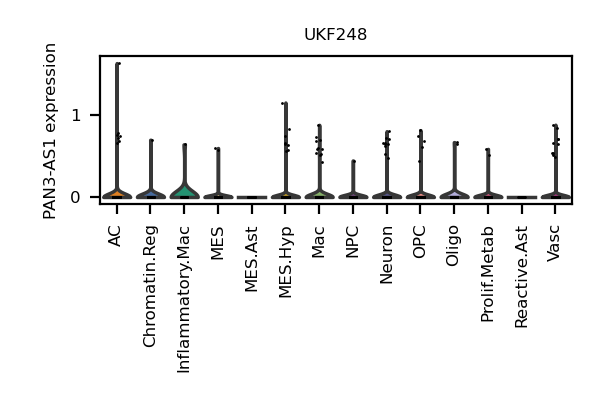 UKF248
PAN3-AS1 expression
1
0
AC
Chromatin.Reg
Inflammatory.Mac
MES
MES.Ast
MES.Hyp
Mac
NPC
Neuron
OPC
Oligo
Prolif.Metab
Reactive.Ast
Vasc